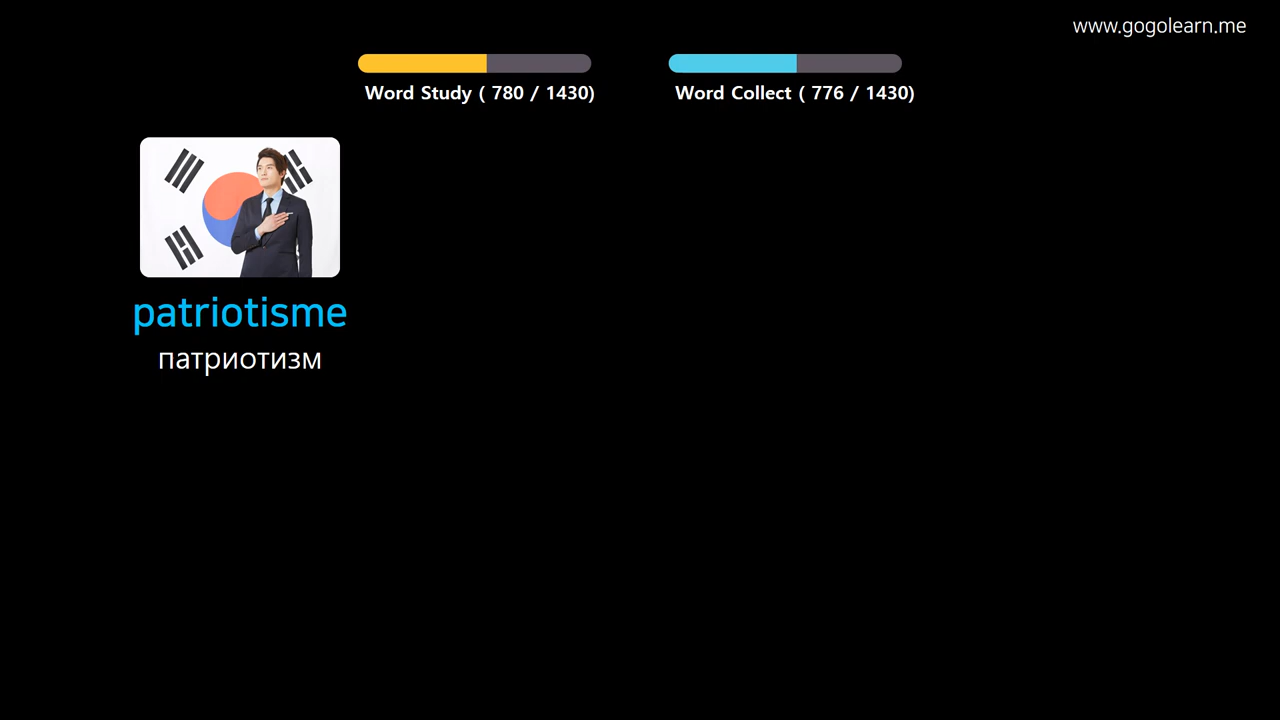 www.gogolearn.me
Word Study ( 780 / 1430)
Word Collect ( 776 / 1430)
patriotisme
патриотизм